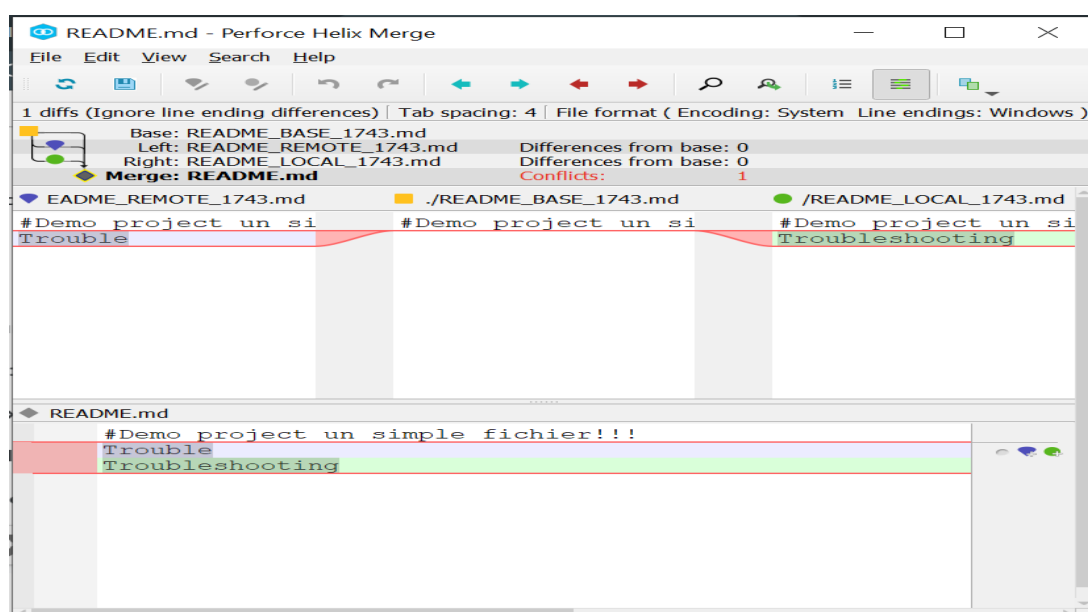 README.md - Perforce Helix Merge
File Edit View Search Help
1 diffs (Ignore line ending differences) Tab spacing: 4 File format ( Encoding: System Line endings: Windows )
Base: README_BASE_1743.md
Left: README_REMOTE_1743.md Differences from base: 0
Right: README_LOCAL_1743.md Differences from base: 0
Merge: README.md Conflicts: 1
EADME_REMOTE_1743.md ./README_BASE_1743.md /README_LOCAL_1743.md
#Demo project un si #Demo project un si #Demo project un si
Trouble Troubleshooting
README.md
#Demo project un simple fichier!!!
Trouble
Troubleshooting